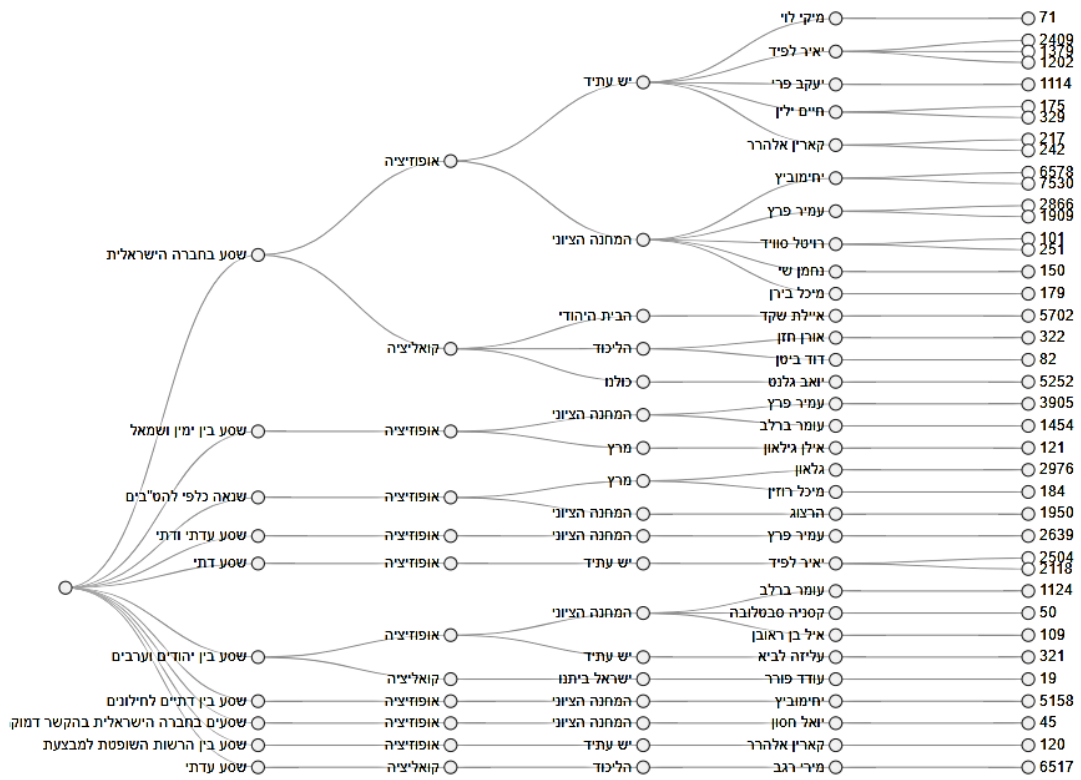 מיקי לוי 71
יאיר לפיד 2409
1379
1202
יש עתיד
יעקב פרי 1114
חיים ילין 175
329
קארין אלהרר 217
242
אופוזיציה
יחימוביץ 6578
7530
עמיר פרץ 2866
1909
המחנה הציוני
רויטל סוויד 101
251
שסע בחברה הישראלית
נחמן שי 150
מיכל בירן 179
הבית היהודי איילת שקד 5702
קואליציה
הליכוד
אורן חזן 322
דוד ביטן 82
כולנו יואב גלנט 5252
המחנה הציוני
עמיר פרץ 3905
שסע בין ימין ושמאל אופוזיציה
עומר ברלב 1454
מרץ אילן גילאון 121
גלאון 2976
מרץ
שנאה כלפי להט"בים אופוזיציה
מיכל רוזין 184
המחנה הציוני הרצוג 1950
שסע עדתי ודתי אופוזיציה המחנה הציוני עמיר פרץ 2639
שסע דתי אופוזיציה יש עתיד יאיר לפיד 2504
2118
עומר ברלב 1124
המחנה הציוני קסניה סבטלובה 50
אופוזיציה
איל בן ראובן 109
שסע בין יהודים וערבים
יש עתיד עליזה לביא 321
קואליציה ישראל ביתנו עודד פורר 19
שסע בין דתיים לחילונים אופוזיציה המחנה הציוני יחימוביץ 5158
שסעים בחברה הישראלית בהקשר דמוק אופוזיציה המחנה הציוני יואל חסון 45
שסע בין הרשות השופטת למבצעת אופוזיציה יש עתיד קארין אלהרר 120
שסע עדתי קואליציה הליכוד מירי רגב 6517